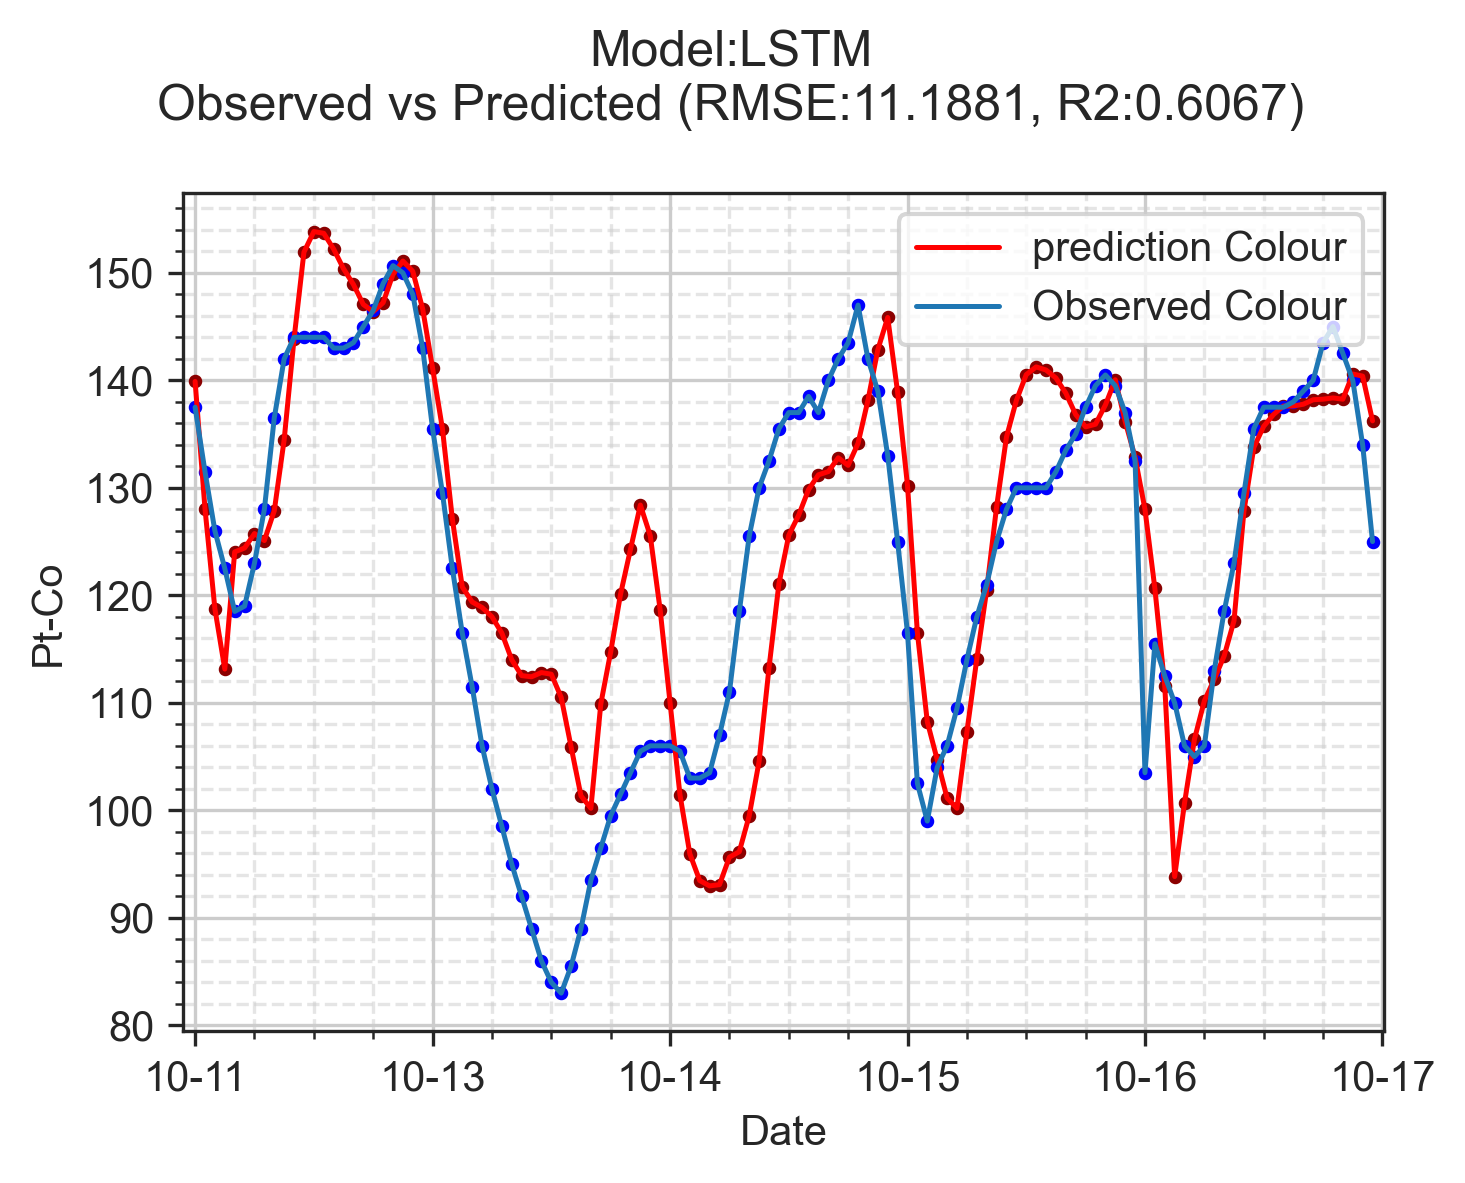 Model:LSTM
Observed vs Predicted (RMSE:11.1881, R2:0.6067)
prediction Colour
Observed Colour
150
140
130
120
110
100
90
80
Pt-Co
10-11 10-13 10-14 10-15 10-16 10-17
Date